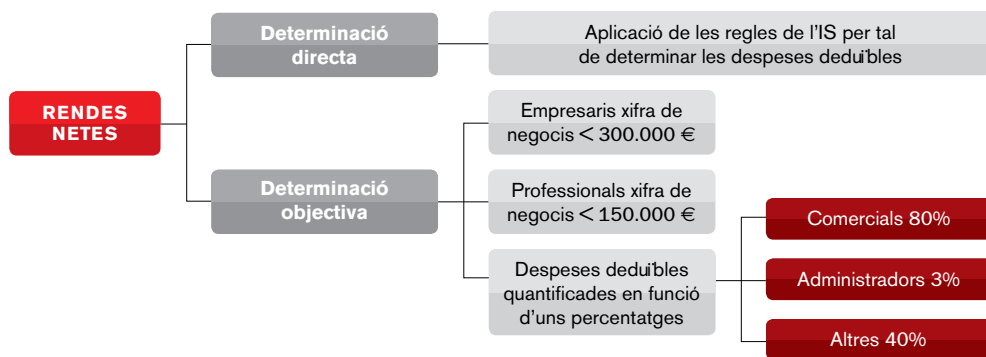 Determinació
directa
Aplicació de les regles de l'IS per tal
de determinar les despeses deduïbles
RENDES
NETES
Determinació
objectiva
Empresaris xifra de
negocis < 300.000 €
Professionals xifra de
negocis < 150.000 €
Despeses deduïbles
quantificades en funció
d'uns percentatges
Comercials 80%
Administradors 3%
Altres 40%